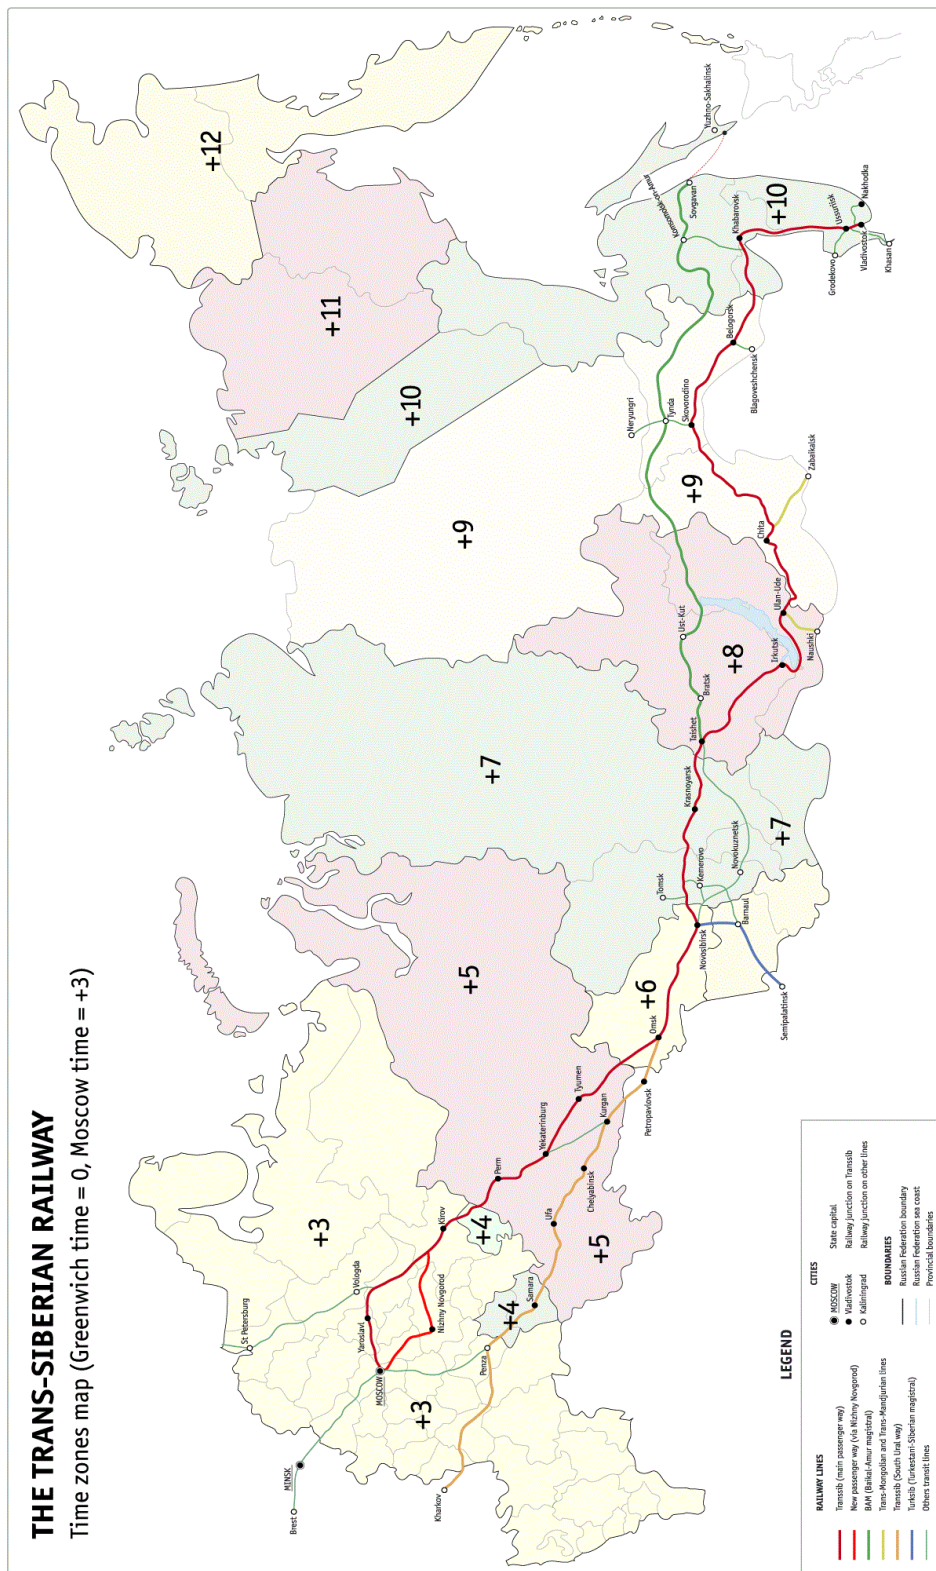 THE TRANS-SIBERIAN RAILWAY
Time zones map (Greenwich time = 0, Moscow time = +3)
+12
+11
+10
+9
+7
+5
+3
+3
+4
+4
+5
+6
+7
+8
+9
+10
Brest
MINSK
St Petersburg
Vologda
Yaroslavl
MOSCOW
Nizhny Novgorod
Kirov
Kharkov
Penza
Samara
Ufa
Perm
Yekaterinburg
Chelyabinsk
Tyumen
Kurgan
Petropavlovsk
Omsk
Novosibirsk
Tomsk
Kemerovo
Novokuznetsk
Barnaul
Semipalatinsk
Krasnoyarsk
Taishet
Bratsk
Ust-Kut
Irkutsk
Ulan-Ude
Naushki
Chita
Zabaikalsk
Neryungri
Tynda
Skovorodino
Belogorsk
Blagoveshchensk
Khabarovsk
Komsomolsk-on-Amur
Sovgavan
Yuzhno-Sakhalinsk
Ussuriisk
Grodekovo
Vladivostok
Nakhodka
Khasan
LEGEND
RAILWAY LINES
Transsib (main passenger way)
New passenger way (via Nizhny Novgorod)
BAM (Baikal-Amur magistral)
Trans-Mongolian and Trans-Mandjurian lines
Transsib (South Ural way)
Turksib (Turkestani-Siberian magistral)
Others transit lines
CITIES
MOSCOW State capital
Vladivostok Railway junction on Transsib
Kaliningrad Railway junction on other lines
BOUNDARIES
Russian Federation boundary
Russian Federation sea coast
Provincial boundaries